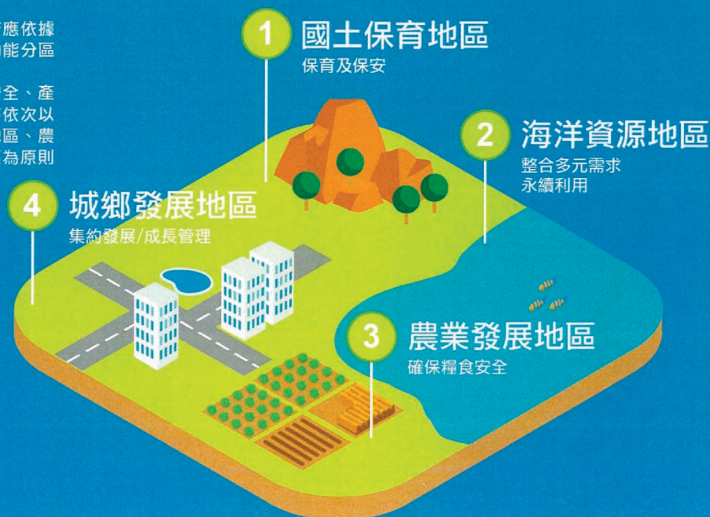 應依據
能分區
全、產
依次以
區、農
為原則
1
國土保育地區
保育及保安
2
海洋資源地區
整合多元需求
永續利用
4
城鄉發展地區
集約發展/成長管理
3
農業發展地區
確保糧食安全